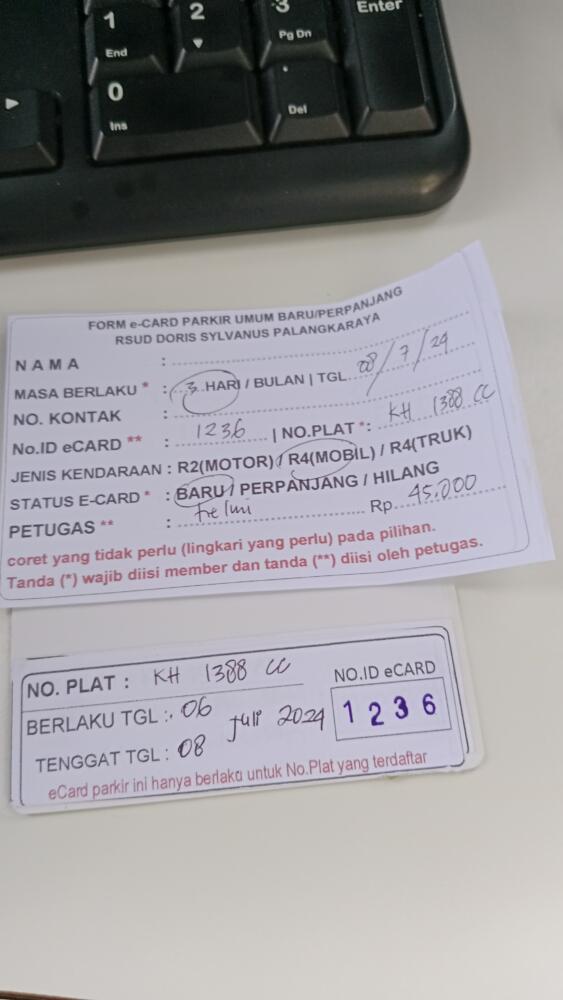 1
End
2
▼
3
Pg Dn
Enter
0
Ins
.
Del
FORM e-CARD PARKIR UMUM BARU/PERPANJANG
RSUD DORIS SYLVANUS PALANGKARAYA
NAMA :
MASA BERLAKU * : 3 HARI / BULAN | TGL 08/7/24
NO. KONTAK :
No.ID eCARD ** : 1236 | NO.PLAT *: KH 1388 CC
JENIS KENDARAAN : R2(MOTOR) / R4(MOBIL) / R4(TRUK)
STATUS E-CARD * : BARU / PERPANJANG / HILANG
PETUGAS ** : Rp 45.000
coret yang tidak perlu (lingkari yang perlu) pada pilihan.
Tanda (*) wajib diisi member dan tanda (**) diisi oleh petugas.
NO. PLAT : KH 1388 CC
BERLAKU TGL : 06 Juli 2024
TENGGAT TGL : 08
NO.ID eCARD
1236
eCard parkir ini hanya berlaku untuk No.Plat yang terdaftar